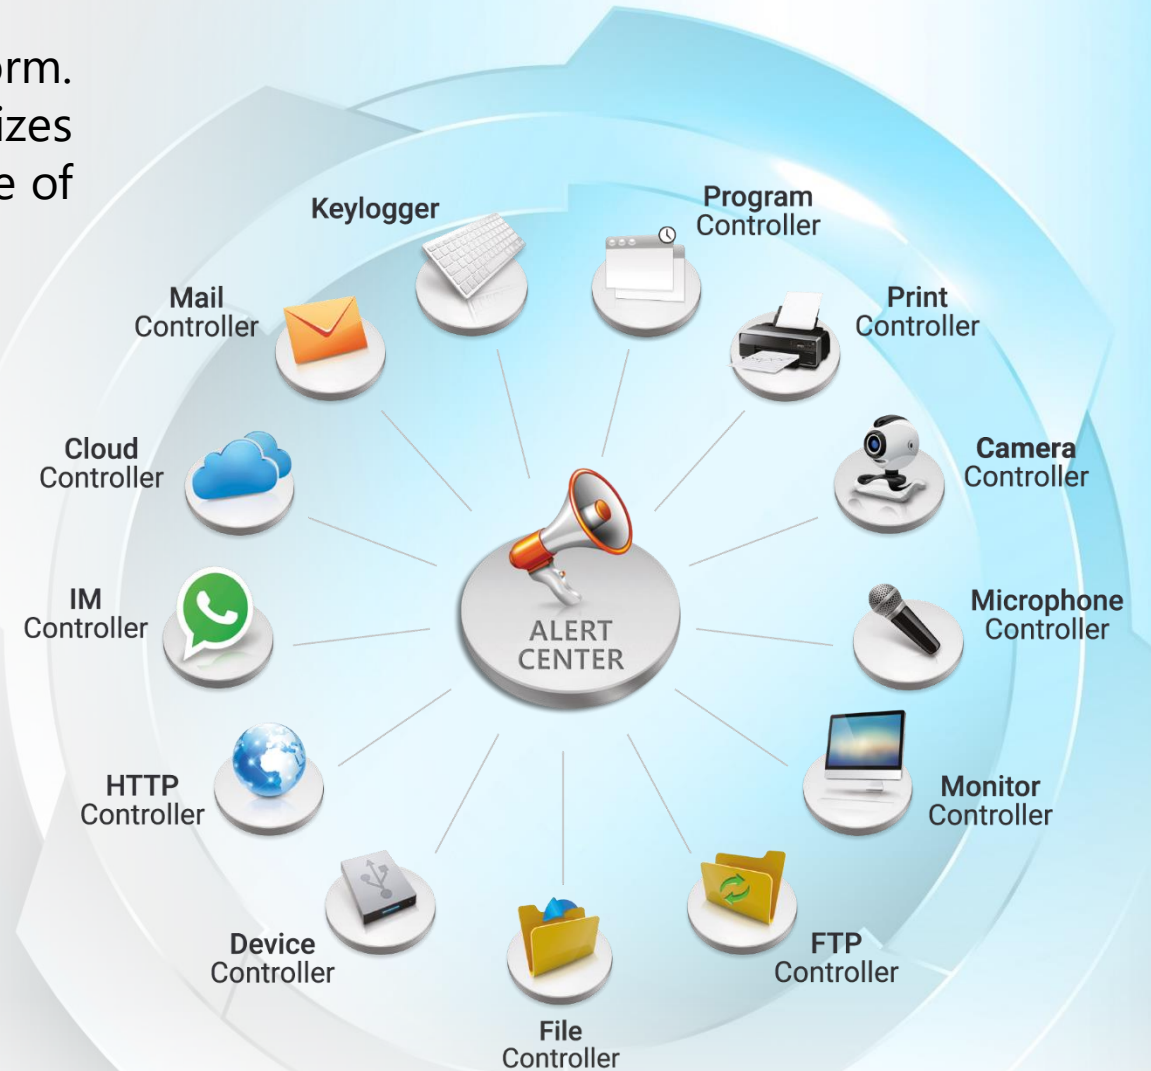 orm.
izes
e of
Keylogger
Program
Controller
Mail
Controller
Print
Controller
Cloud
Controller
Camera
Controller
IM
Controller
Microphone
Controller
ALERT
CENTER
HTTP
Controller
Monitor
Controller
Device
Controller
FTP
Controller
File
Controller